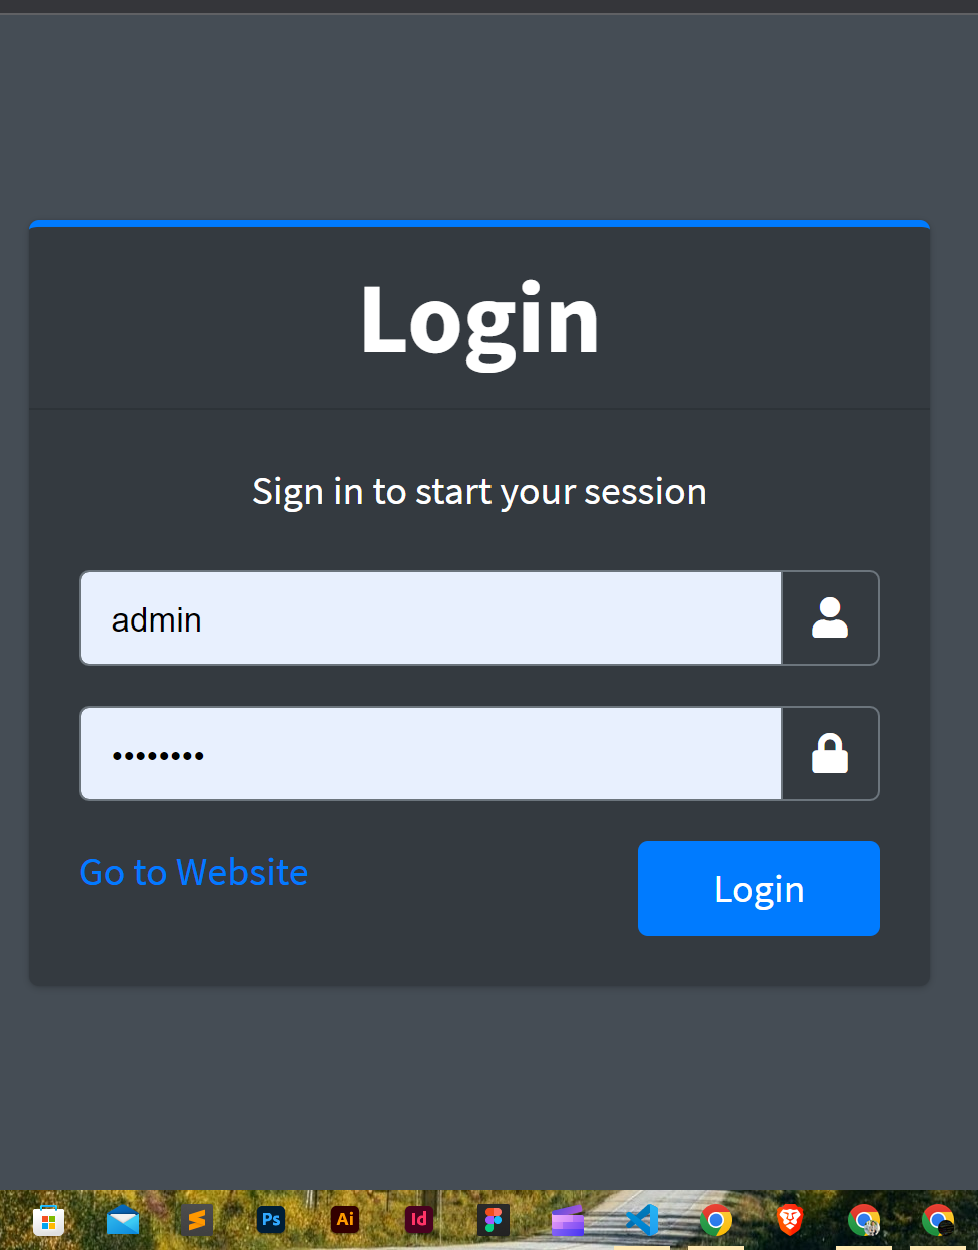 Login
Sign in to start your session
admin
••••••••
Go to Website
Login
Ps
Ai
Id